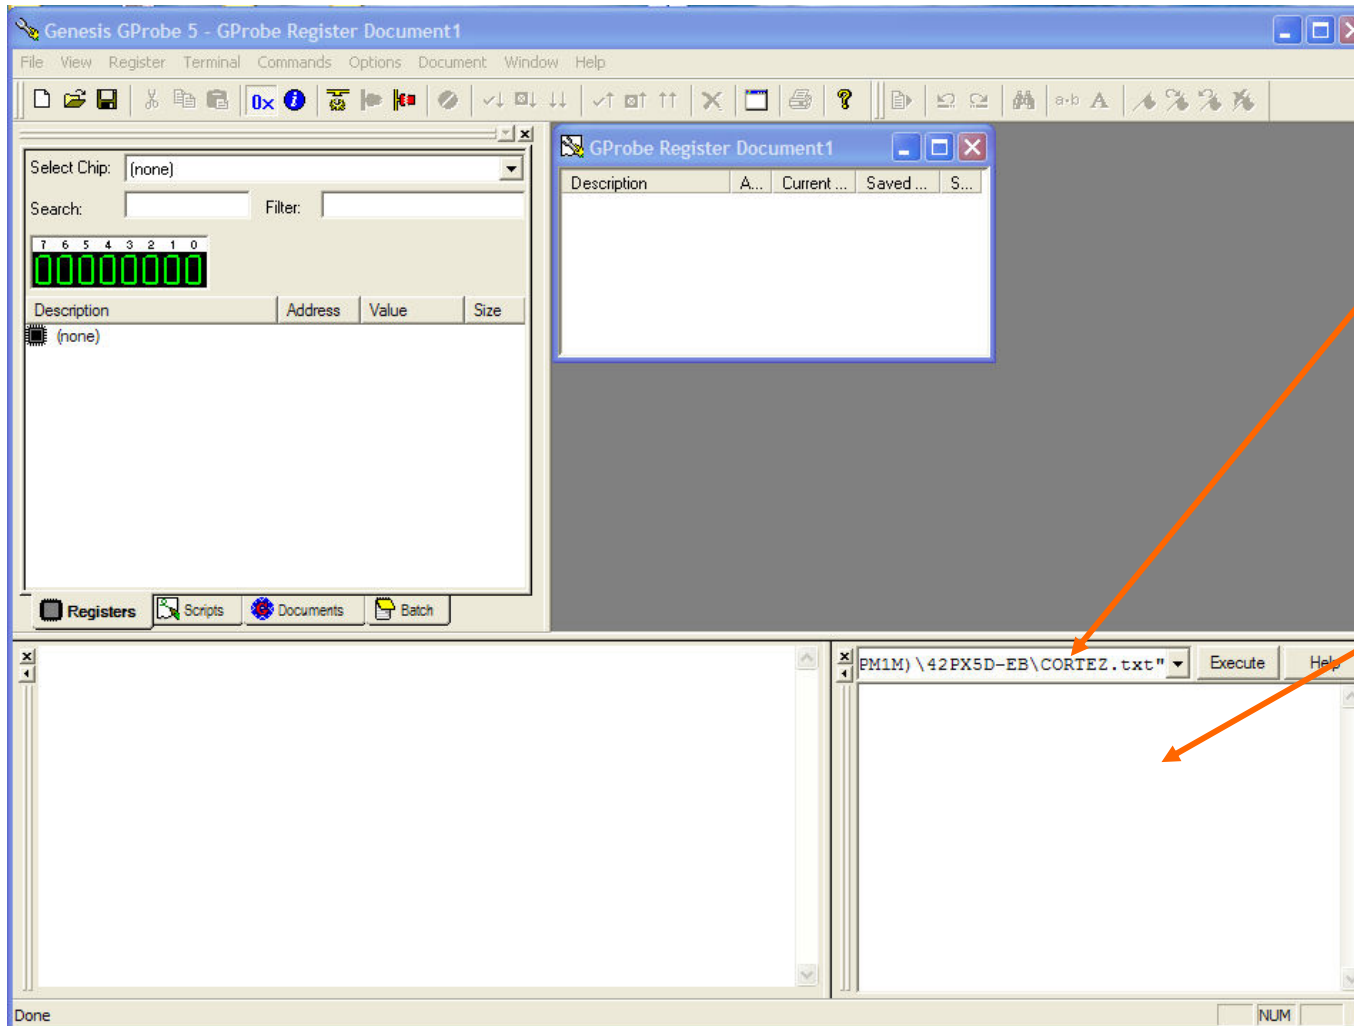 Genesis GProbe 5 - GProbe Register Document1
File View Register Terminal Commands Options Document Window Help
0x
a·b A
Select Chip: (none)
Search: Filter:
7 6 5 4 3 2 1 0
00000000
Description Address Value Size
(none)
Registers Scripts Documents Batch
GProbe Register Document1
Description A... Current ... Saved ... S...
PM1M)\42PX5D-EB\CORTEZ.txt" Execute Help
Done NUM